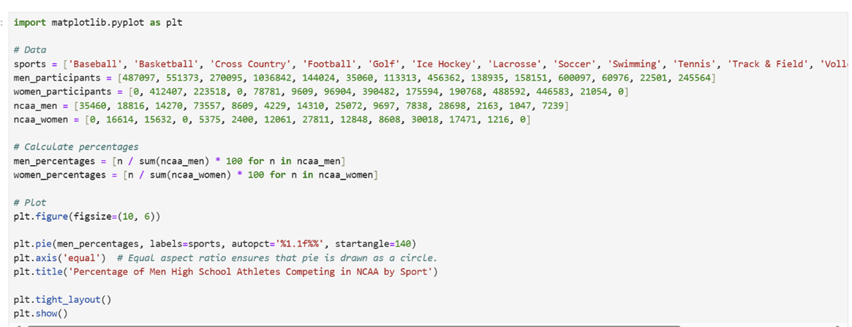 import matplotlib.pyplot as plt
# Data
sports = ['Baseball', 'Basketball', 'Cross Country', 'Football', 'Golf', 'Ice Hockey', 'Lacrosse', 'Soccer', 'Swimming', 'Tennis', 'Track & Field', 'Voll
men_participants = [487097, 551373, 270095, 1036842, 144024, 35060, 113313, 456362, 138935, 158151, 600097, 60976, 22501, 245564]
women_participants = [0, 412407, 223518, 0, 78781, 9609, 96904, 390482, 175594, 190768, 488592, 446583, 21054, 0]
ncaa_men = [35460, 18816, 14270, 73557, 8609, 4229, 14310, 25072, 9697, 7838, 28698, 2163, 1047, 7239]
ncaa_women = [0, 16614, 15632, 0, 5375, 2400, 12061, 27811, 12848, 8608, 30018, 17471, 1216, 0]
# Calculate percentages
men_percentages = [n / sum(ncaa_men) * 100 for n in ncaa_men]
women_percentages = [n / sum(ncaa_women) * 100 for n in ncaa_women]
# Plot
plt.figure(figsize=(10, 6))
plt.pie(men_percentages, labels=sports, autopct='%1.1f%%', startangle=140)
plt.axis('equal')  # Equal aspect ratio ensures that pie is drawn as a circle.
plt.title('Percentage of Men High School Athletes Competing in NCAA by Sport')
plt.tight_layout()
plt.show()